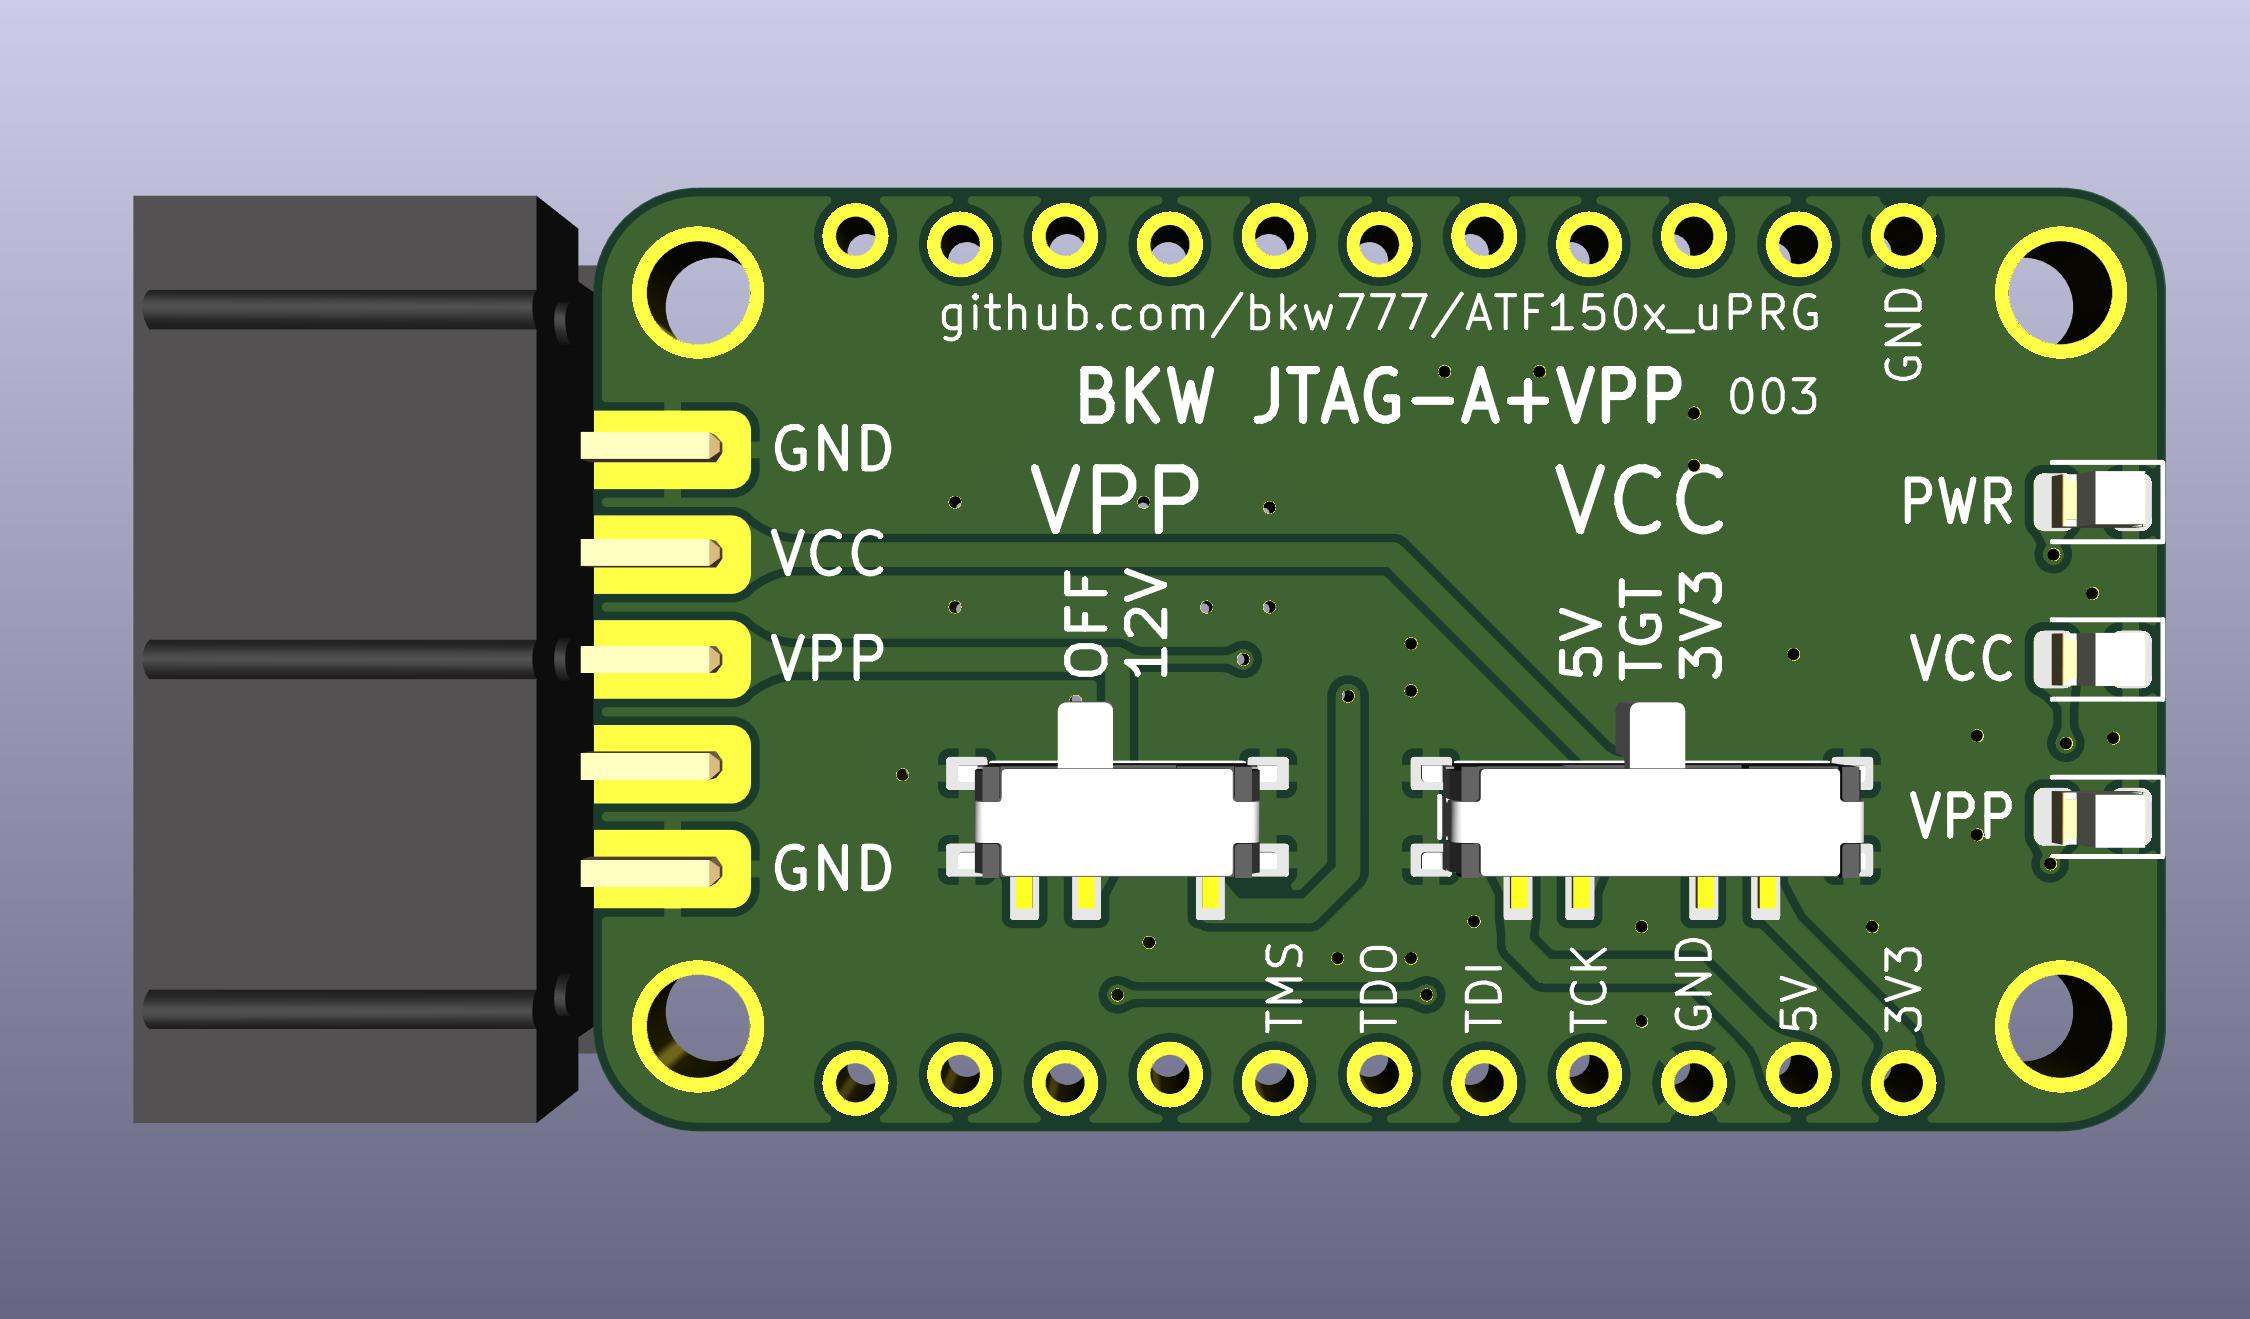 github.com/bkw777/ATF150x_uPRG
GND
BKW JTAG-A+VPP 003
GND
VPP
VCC
PWR
VCC
OFF
12V
5V
TGT
3V3
VPP
VCC
VPP
GND
TMS
TDO
TDI
TCK
GND
5V
3V3